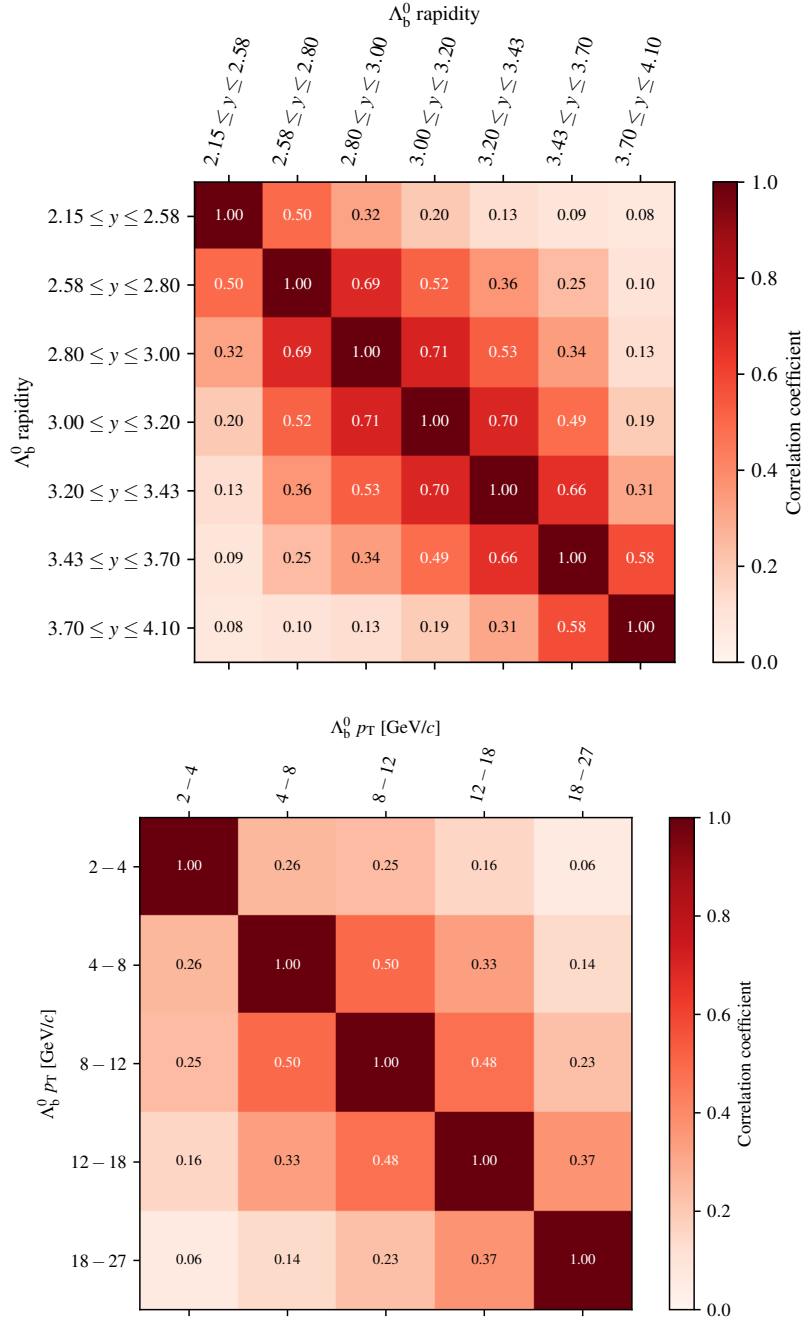 Λ_b^0 rapidity
2.15 ≤ y ≤ 2.58
2.58 ≤ y ≤ 2.80
2.80 ≤ y ≤ 3.00
3.00 ≤ y ≤ 3.20
3.20 ≤ y ≤ 3.43
3.43 ≤ y ≤ 3.70
3.70 ≤ y ≤ 4.10
Λ_b^0 rapidity
2.15 ≤ y ≤ 2.58 1.00 0.50 0.32 0.20 0.13 0.09 0.08
2.58 ≤ y ≤ 2.80 0.50 1.00 0.69 0.52 0.36 0.25 0.10
2.80 ≤ y ≤ 3.00 0.32 0.69 1.00 0.71 0.53 0.34 0.13
3.00 ≤ y ≤ 3.20 0.20 0.52 0.71 1.00 0.70 0.49 0.19
3.20 ≤ y ≤ 3.43 0.13 0.36 0.53 0.70 1.00 0.66 0.31
3.43 ≤ y ≤ 3.70 0.09 0.25 0.34 0.49 0.66 1.00 0.58
3.70 ≤ y ≤ 4.10 0.08 0.10 0.13 0.19 0.31 0.58 1.00
1.0
0.8
0.6
0.4
0.2
0.0
Correlation coefficient
Λ_b^0 p_T [GeV/c]
2 − 4
4 − 8
8 − 12
12 − 18
18 − 27
Λ_b^0 p_T [GeV/c]
2 − 4 1.00 0.26 0.25 0.16 0.06
4 − 8 0.26 1.00 0.50 0.33 0.14
8 − 12 0.25 0.50 1.00 0.48 0.23
12 − 18 0.16 0.33 0.48 1.00 0.37
18 − 27 0.06 0.14 0.23 0.37 1.00
1.0
0.8
0.6
0.4
0.2
0.0
Correlation coefficient